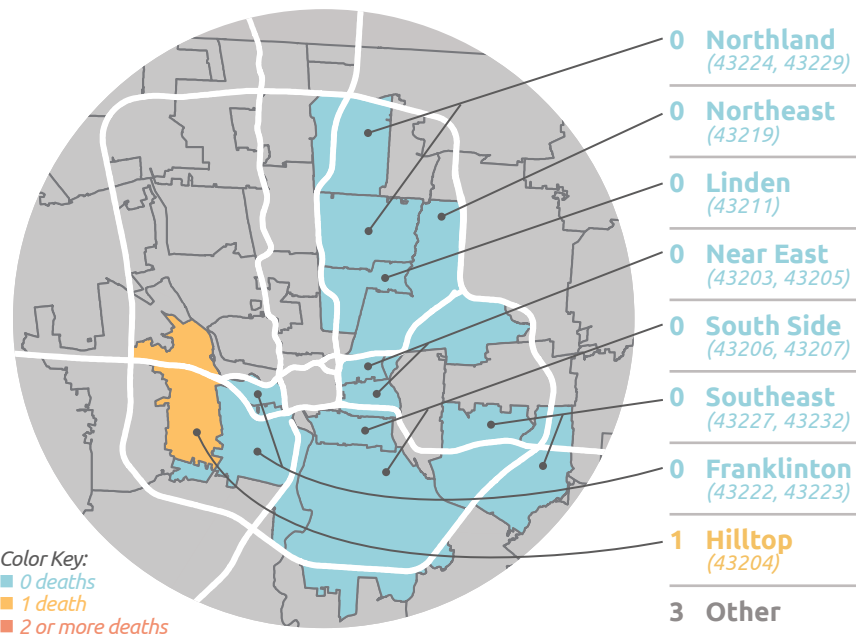 0 Northland
(43224, 43229)
0 Northeast
(43219)
0 Linden
(43211)
0 Near East
(43203, 43205)
0 South Side
(43206, 43207)
0 Southeast
(43227, 43232)
0 Franklinton
(43222, 43223)
1 Hilltop
(43204)
3 Other
Color Key:
0 deaths
1 death
2 or more deaths